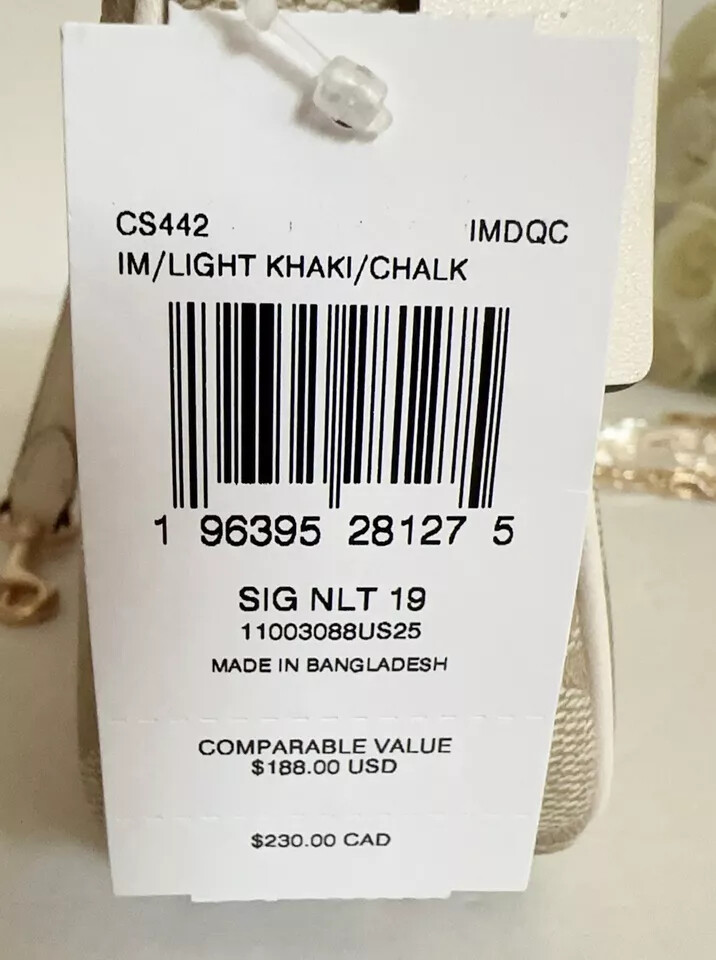 CS442 IMDQC
IM/LIGHT KHAKI/CHALK
1 96395 28127 5
SIG NLT 19
11003088US25
MADE IN BANGLADESH
COMPARABLE VALUE
$188.00 USD
$230.00 CAD